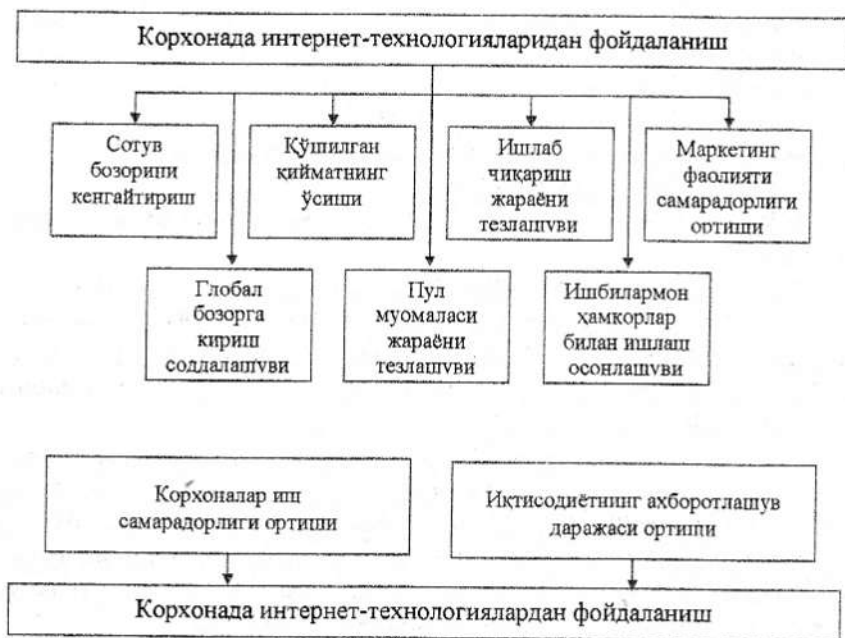 Корхонада интернет-технологияларидан фойдаланиш
Сотув
бозорини
кенгайтириш
Қўшилган
қийматнинг
ўсиши
Ишлаб
чиқариш
жараёни
тезлашуви
Маркетинг
фаолияти
самарадорлиги
ортиши
Глобал
бозорга
кириш
соддалашуви
Пул
муомаласи
жараёни
тезлашуви
Ишбилармон
ҳамкорлар
билан ишлаш
осонлашуви
Корхоналар иш
самарадорлиги ортиши
Иқтисодиётнинг ахборотлашув
даражаси ортиши
Корхонада интернет-технологиялардан фойдаланиш